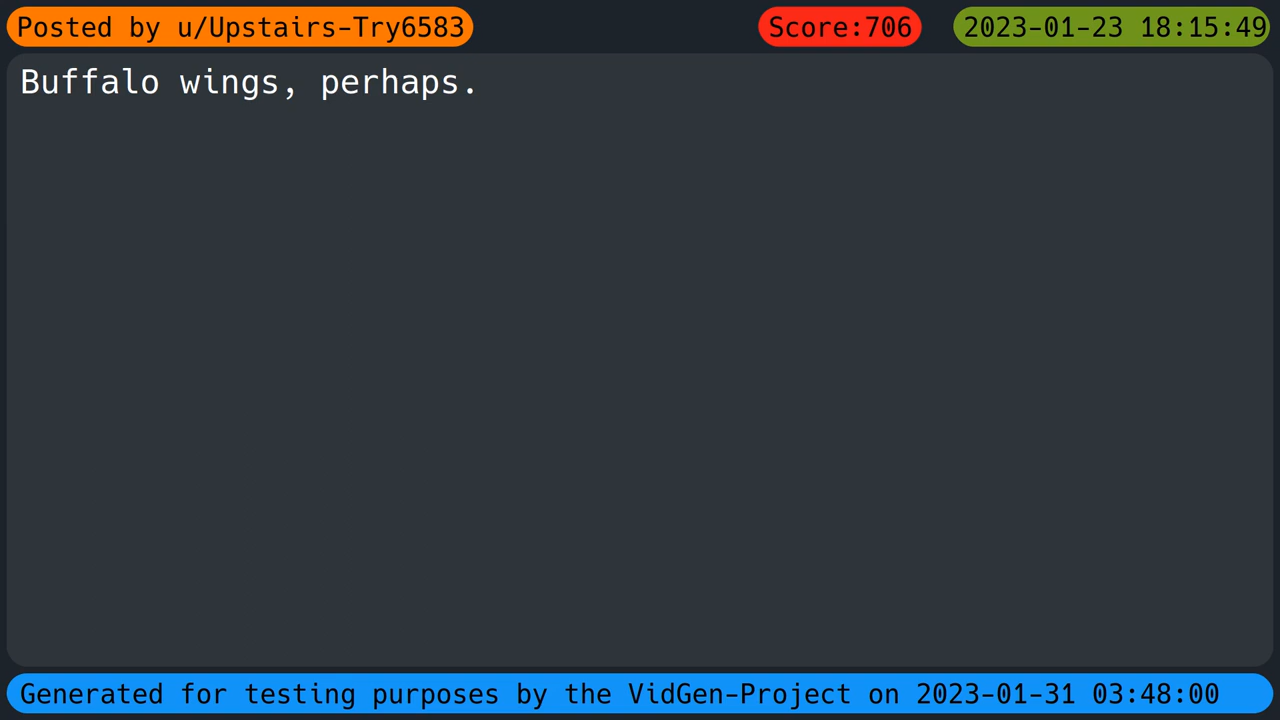 Posted by u/Upstairs-Try6583 Score:706 2023-01-23 18:15:49
Buffalo wings, perhaps.
Generated for testing purposes by the VidGen-Project on 2023-01-31 03:48:00